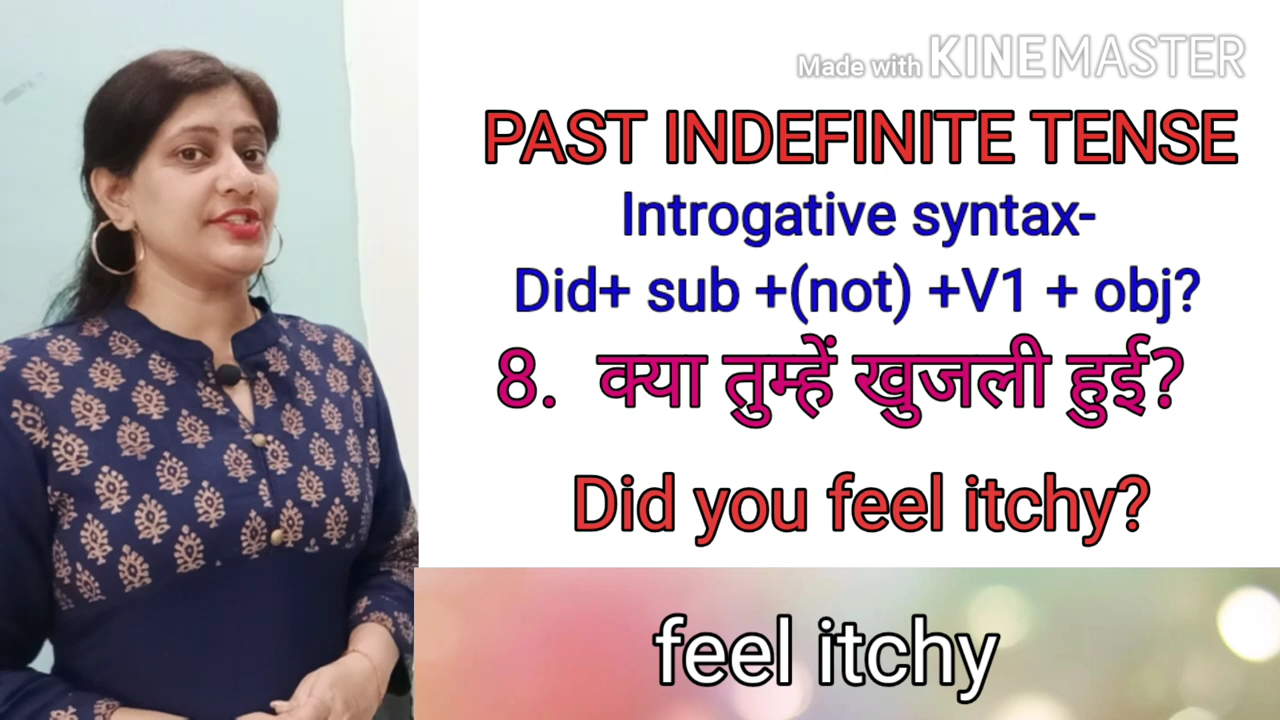 Made with KINEMASTER
PAST INDEFINITE TENSE
Introgative syntax-
Did+ sub +(not) +V1 + obj?
8. क्या तुम्हें खुजली हुई?
Did you feel itchy?
feel itchy